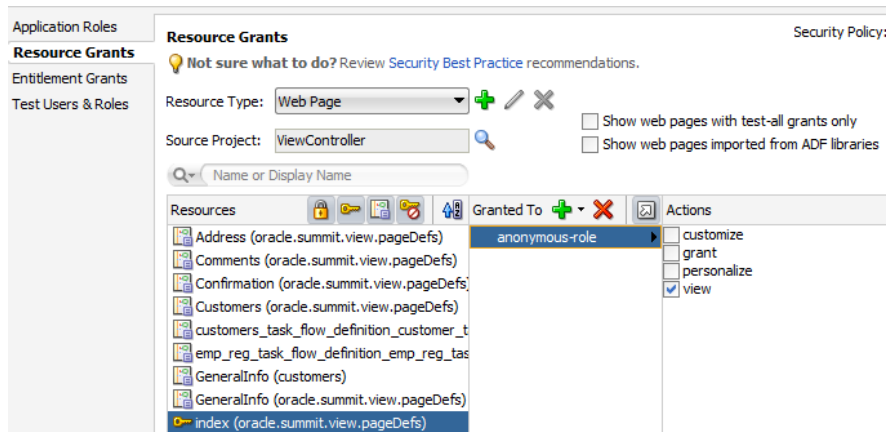 Application Roles
Resource Grants
Entitlement Grants
Test Users & Roles
Resource Grants
Security Policy:
Not sure what to do? Review Security Best Practice recommendations.
Resource Type: Web Page
Show web pages with test-all grants only
Source Project: ViewController
Show web pages imported from ADF libraries
Name or Display Name
Resources
Granted To
Actions
Address (oracle.summit.view.pageDefs)
Comments (oracle.summit.view.pageDefs)
Confirmation (oracle.summit.view.pageDefs)
Customers (oracle.summit.view.pageDefs)
customers_task_flow_definition_customer_t
emp_reg_task_flow_definition_emp_reg_tas
GeneralInfo (customers)
GeneralInfo (oracle.summit.view.pageDefs)
index (oracle.summit.view.pageDefs)
anonymous-role
customize
grant
personalize
view